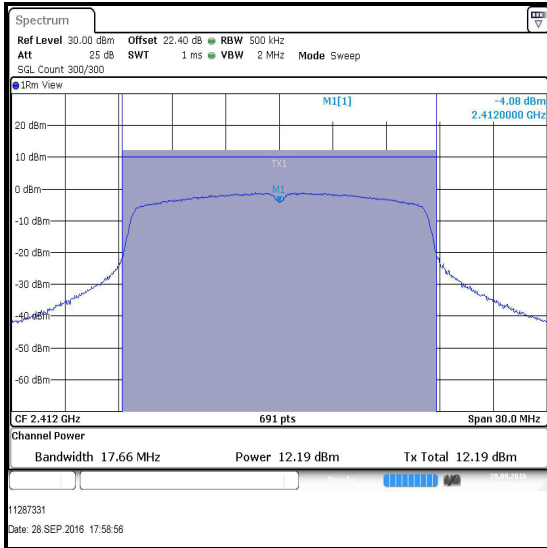 Spectrum
Ref Level 30.00 dBm Offset 22.40 dB RBW 500 kHz
Att 25 dB SWT 1 ms VBW 2 MHz Mode Sweep
SGL Count 300/300
1Rm View
M1[1] -4.08 dBm
2.4120000 GHz
20 dBm
10 dBm
TX1
0 dBm
M1
-10 dBm
-20 dBm
-30 dBm
-40 dBm
-50 dBm
-60 dBm
CF 2.412 GHz 691 pts Span 30.0 MHz
Channel Power
Bandwidth 17.66 MHz Power 12.19 dBm Tx Total 12.19 dBm
Ready 28.09.2016
11287331
Date: 28.SEP.2016 17:58:56